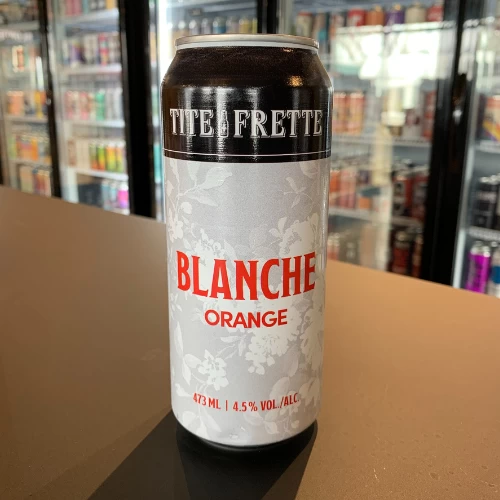 TITE FRETTE
BLANCHE
ORANGE
473 ML | 4.5% VOL./ALC.